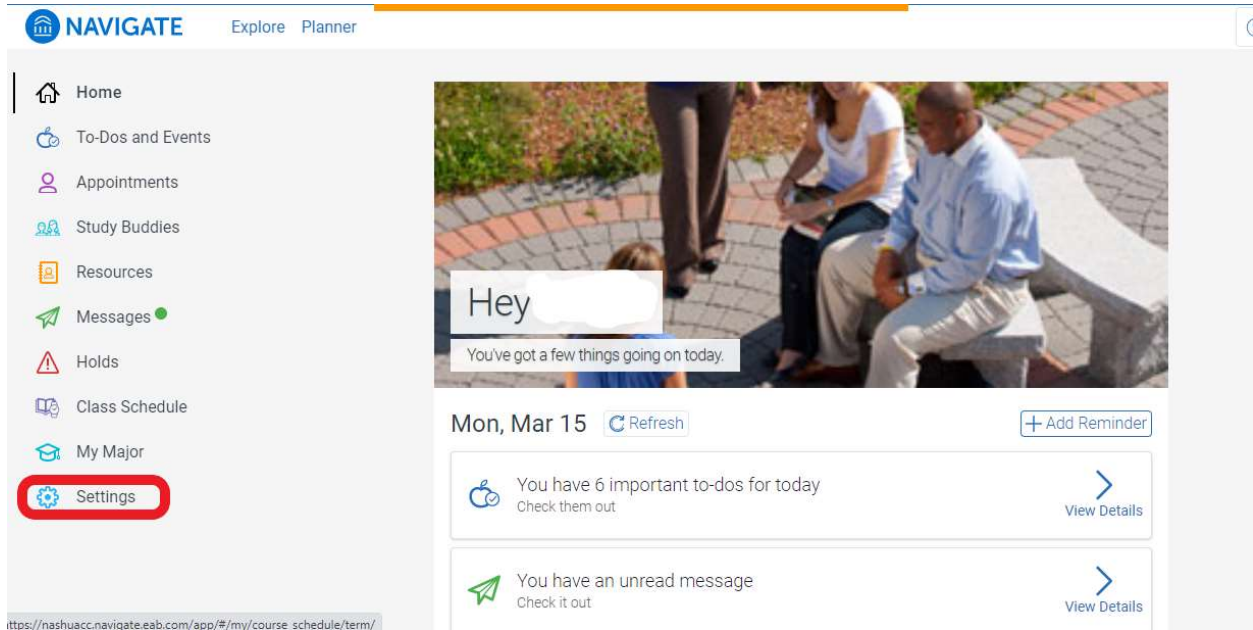 NAVIGATE Explore Planner
Home
To-Dos and Events
Appointments
Study Buddies
Resources
Messages
Holds
Class Schedule
My Major
Settings
Hey
You've got a few things going on today.
Mon, Mar 15 Refresh + Add Reminder
You have 6 important to-dos for today
Check them out
View Details
You have an unread message
Check it out
View Details
https://nashuacc.navigate.eab.com/app/#/my/course_schedule/term/